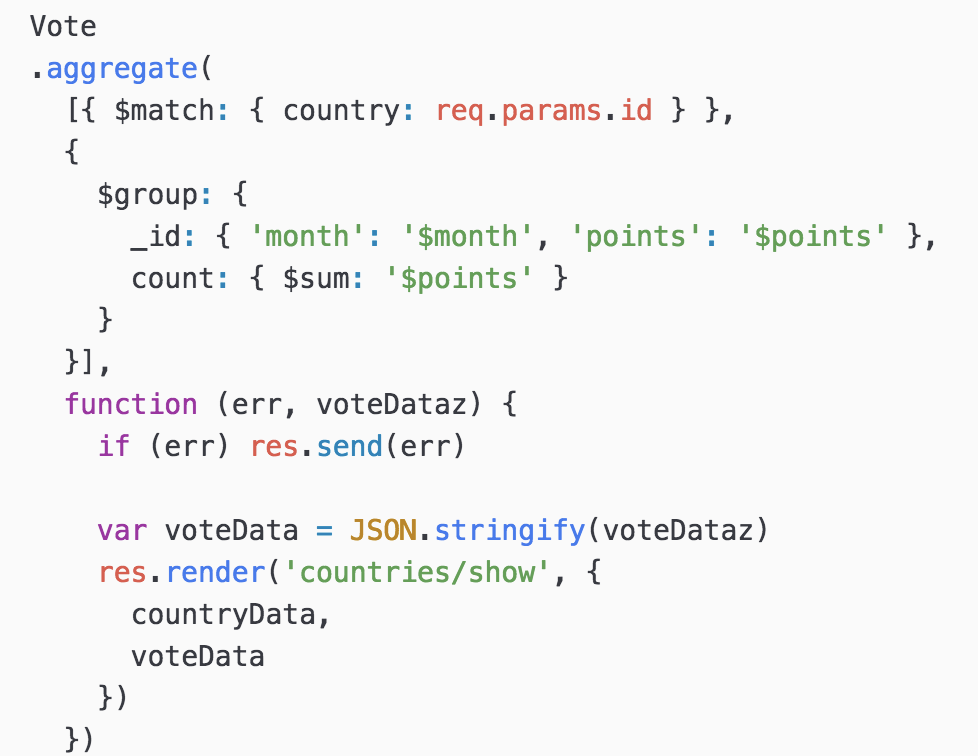 Vote
.aggregate(
  [{ $match: { country: req.params.id } },
  {
    $group: {
      _id: { 'month': '$month', 'points': '$points' },
      count: { $sum: '$points' }
    }
  }],
  function (err, voteDataz) {
    if (err) res.send(err)

    var voteData = JSON.stringify(voteDataz)
    res.render('countries/show', {
      countryData,
      voteData
    })
  })